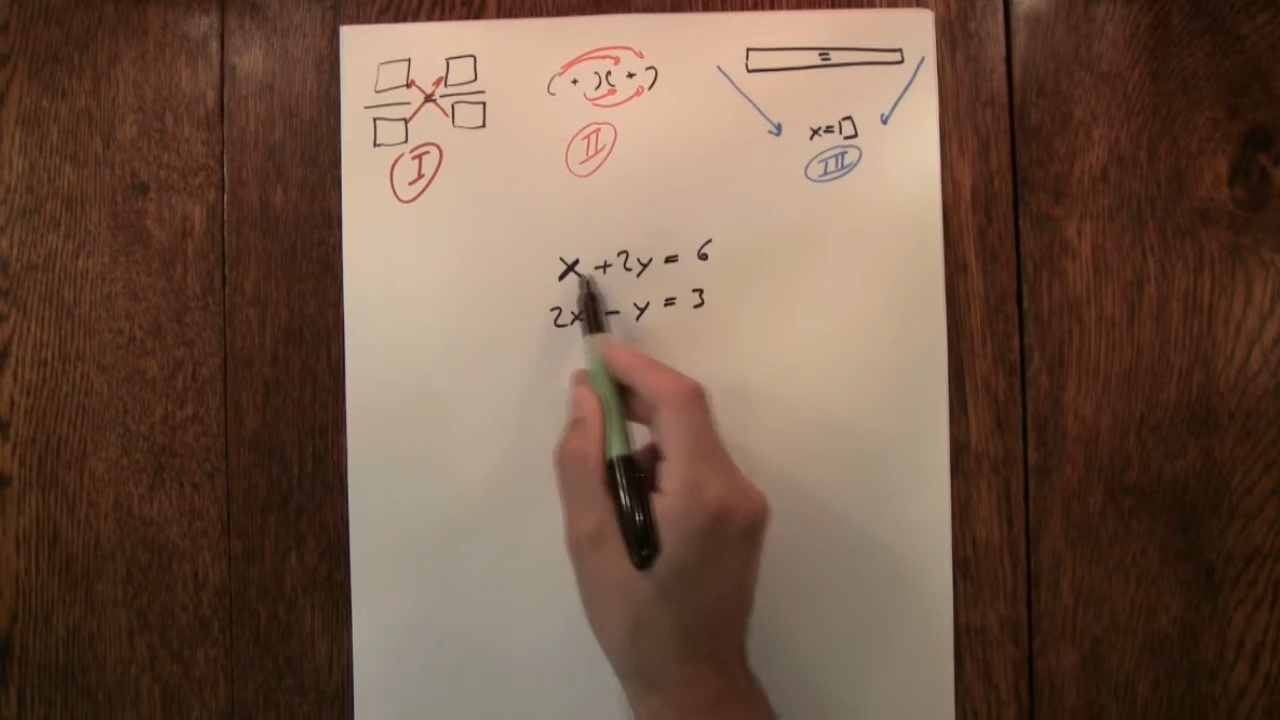 =
I
( + )( + )
II
=
x =
III
x + 2y = 6
2x - y = 3